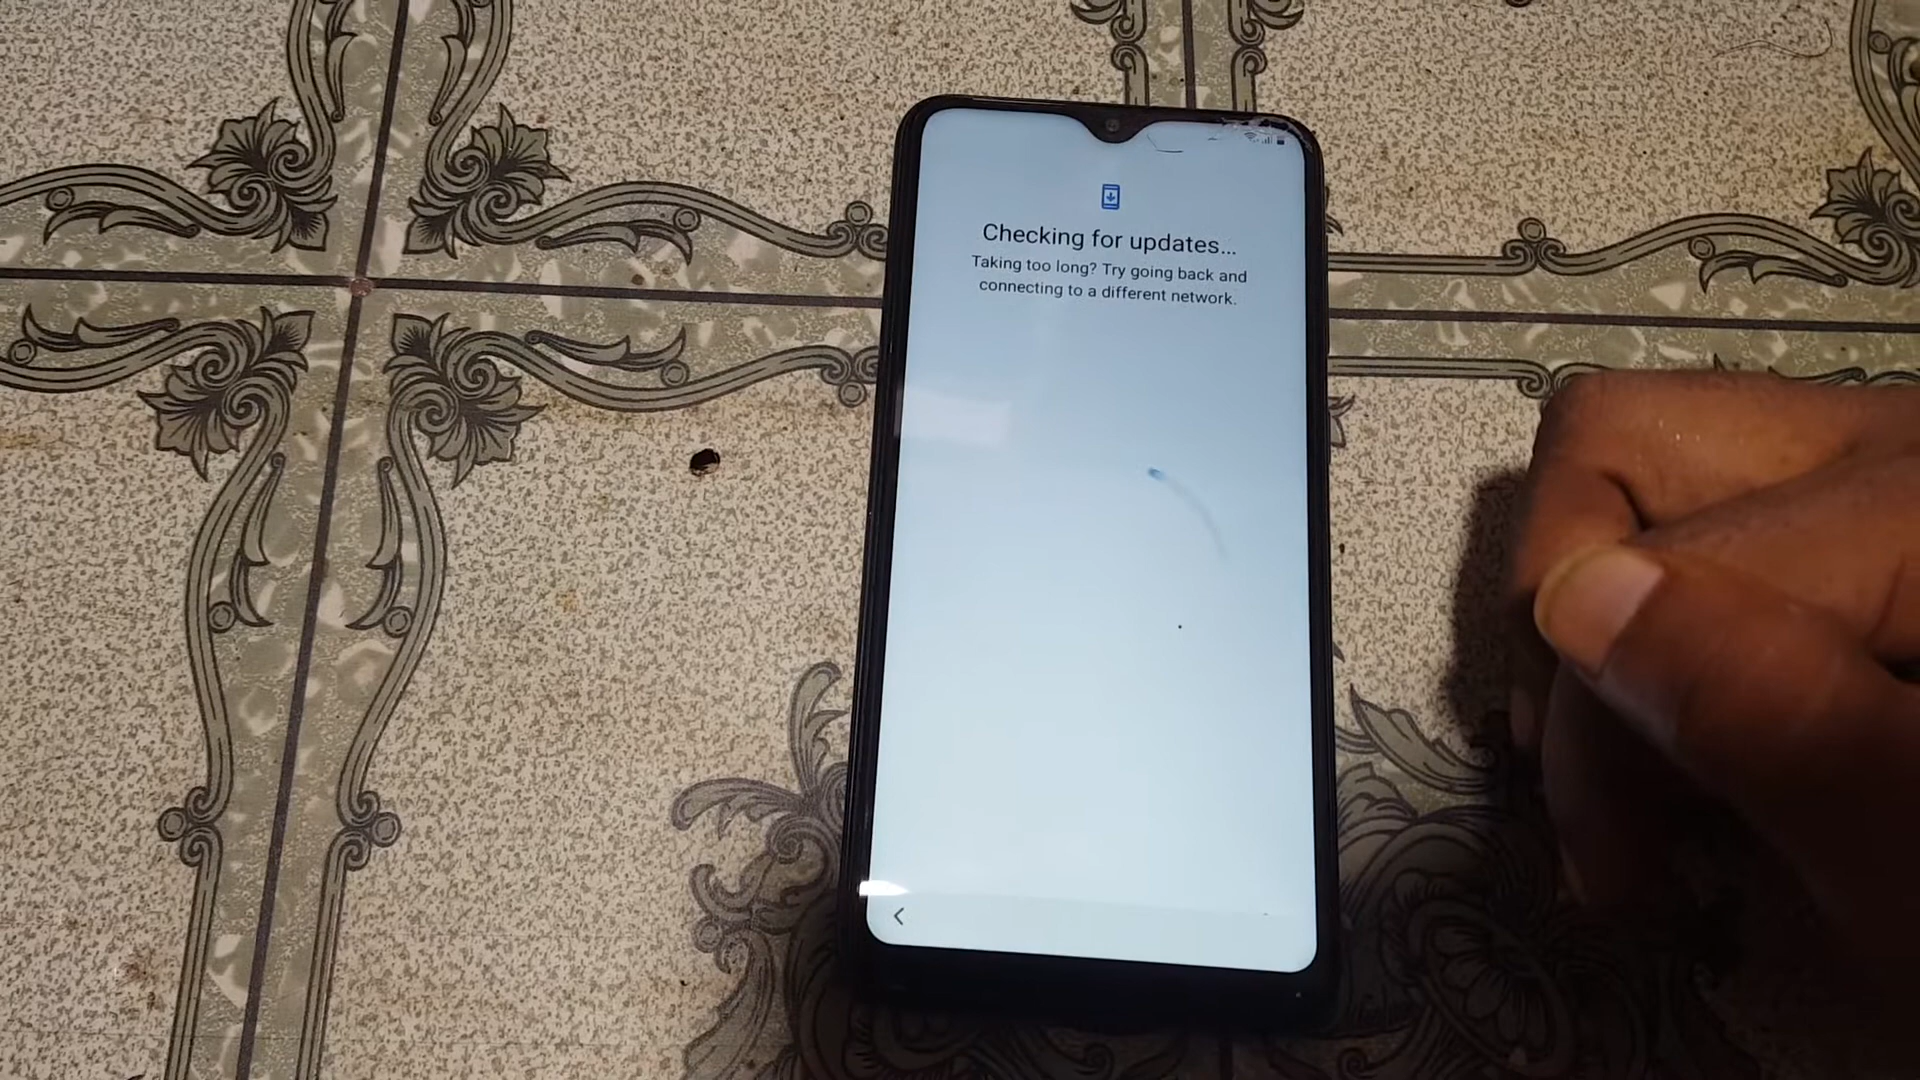 Checking for updates...
Taking too long? Try going back and
connecting to a different network.